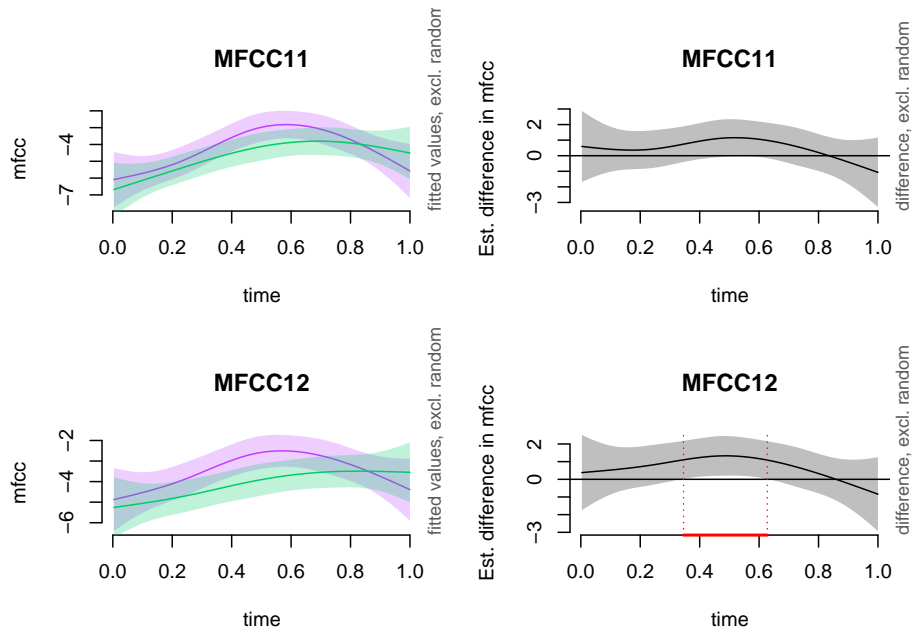 MFCC11
mfcc
−4
−7
0.0 0.2 0.4 0.6 0.8 1.0
time
fitted values, excl. random
MFCC11
Est. difference in mfcc
2
0
−3
0.0 0.2 0.4 0.6 0.8 1.0
time
difference, excl. random
MFCC12
mfcc
−2
−4
−6
0.0 0.2 0.4 0.6 0.8 1.0
time
fitted values, excl. random
MFCC12
Est. difference in mfcc
2
0
−3
0.0 0.2 0.4 0.6 0.8 1.0
time
difference, excl. random